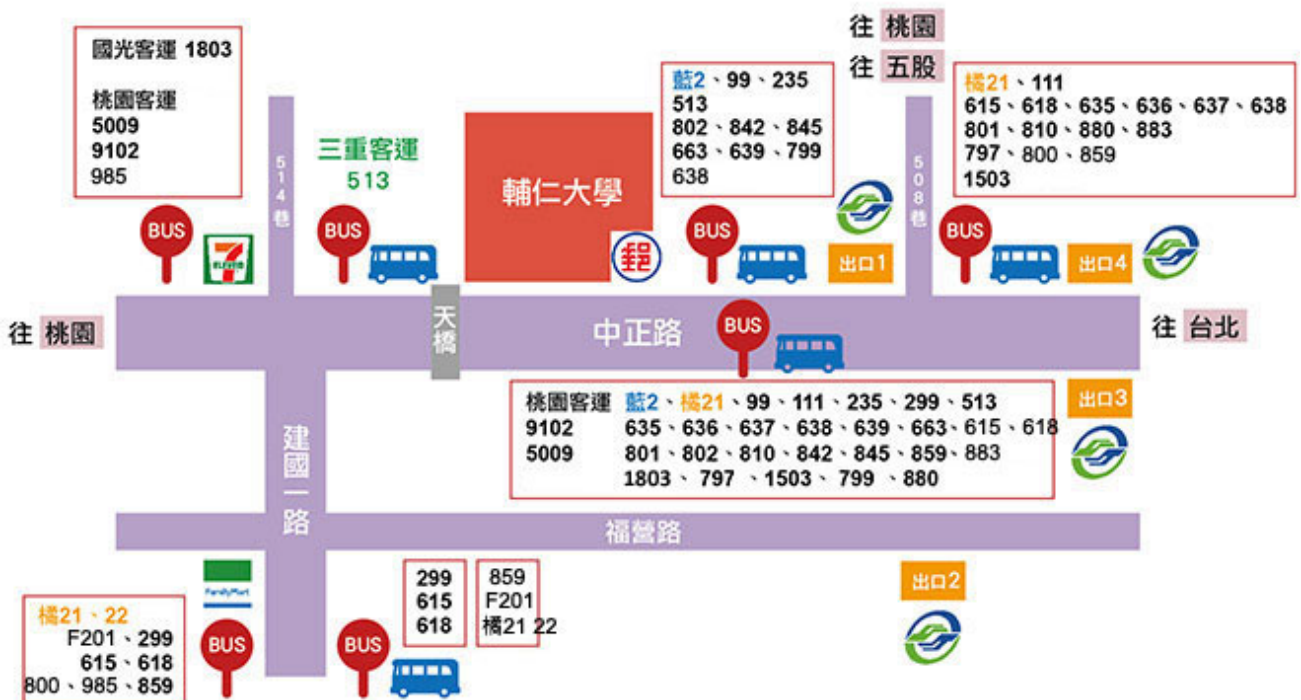 往 桃園
往 五股
國光客運 1803
桃園客運
5009
9102
985
BUS
7
ELEVEN
514巷
三重客運
513
BUS
輔仁大學
郵
藍2、99、235
513
802、842、845
663、639、799
638
BUS
出口1
508巷
橘21、111
615、618、635、636、637、638
801、810、880、883
797、800、859
1503
BUS
出口4
往 桃園
天橋
中正路
BUS
往 台北
桃園客運 藍2、橘21、99、111、235、299、513
9102 635、636、637、638、639、663、615、618
5009 801、802、810、842、845、859、883
1803、797、1503、799、880
出口3
建國一路
福營路
FamilyMart
橘21、22
F201、299
615、618
800、985、859
BUS
BUS
299
615
618
859
F201
橘21 22
出口2